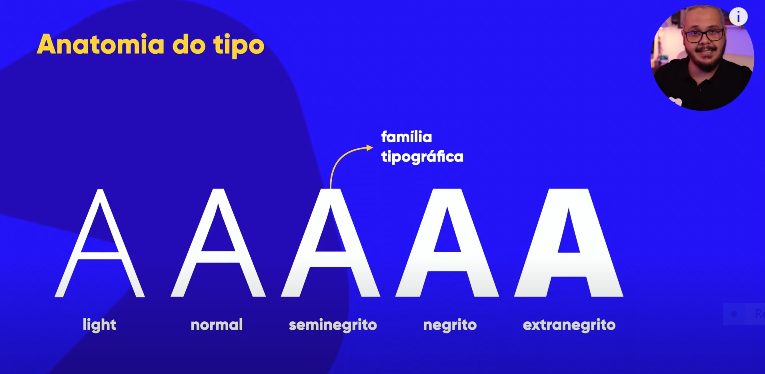 Anatomia do tipo
i
família
tipográfica
A A A A A
light normal seminegrito negrito extranegrito